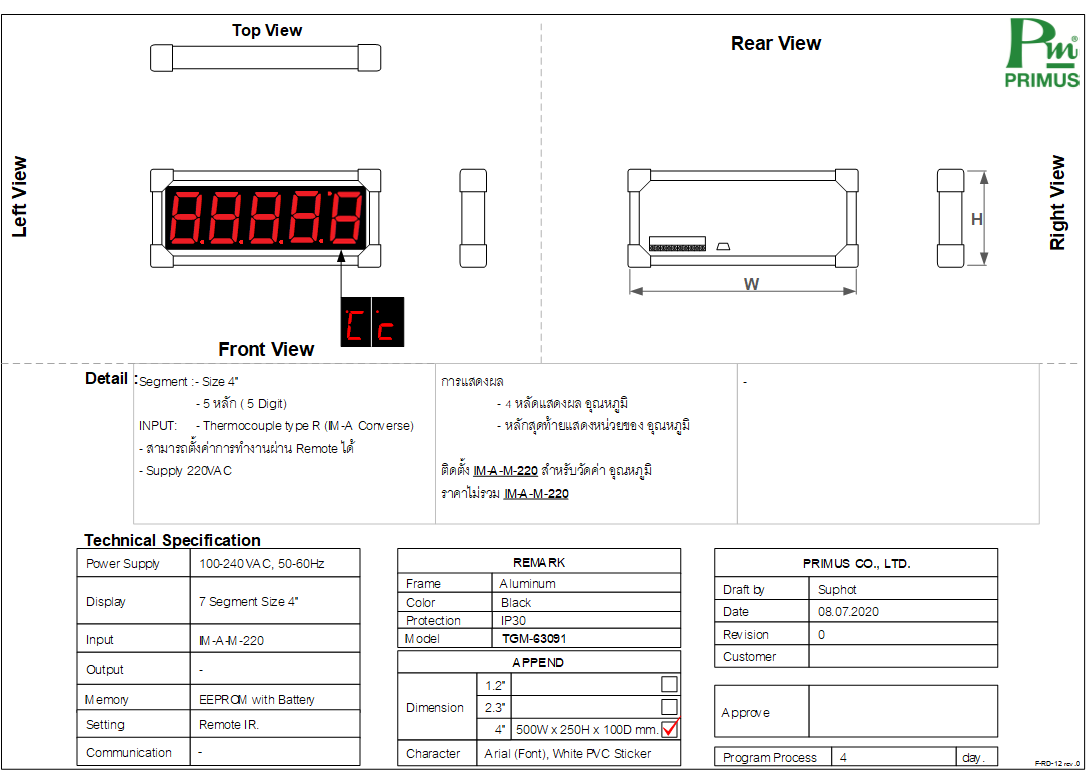 Top View
Rear View
Pm®
PRIMUS
Left View
Right View
88888
H
W
Front View
Detail :
Segment :- Size 4"
- 5 หลัก ( 5 Digit)
INPUT: - Thermocouple type R (IM-A Converse)
- สามารถตั้งค่าการทำงานผ่าน Remote ได้
- Supply 220VAC
การแสดงผล
- 4 หลัดแสดงผล อุณหภูมิ
- หลักสุดท้ายแสดงหน่วยของ อุณหภูมิ
ติดตั้ง IM-A-M-220 สำหรับวัดค่า อุณหภูมิ
ราคาไม่รวม IM-A-M-220
-
Technical Specification
Power Supply 100-240VAC, 50-60Hz
Display 7 Segment Size 4"
Input IM-A-M-220
Output -
Memory EEPROM with Battery
Setting Remote IR.
Communication -
REMARK
Frame Aluminum
Color Black
Protection IP30
Model TGM-63091
APPEND
Dimension
1.2"
2.3"
4" 500W x 250H x 100D mm.
Character Arial (Font), White PVC Sticker
PRIMUS CO., LTD.
Draft by Suphot
Date 08.07.2020
Revision 0
Customer
Approve
Program Process 4 day.
F-RD-12 rev.0